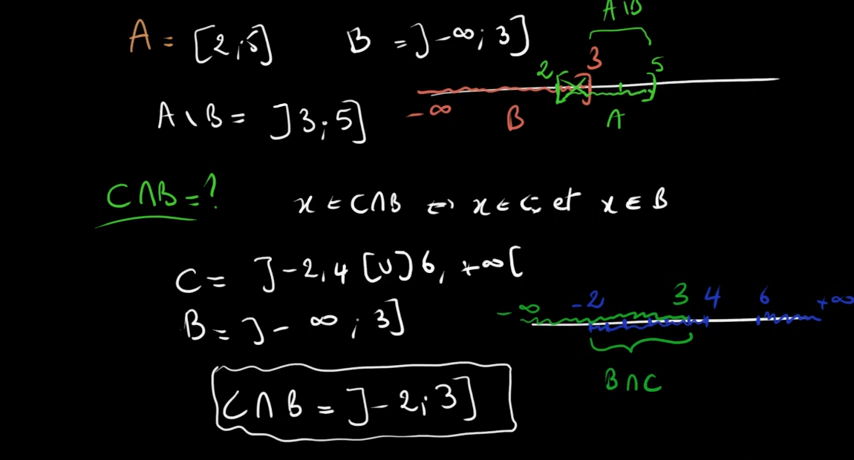 A = [2;5] B = ]-∞; 3]
A\B
2 3 5
-∞ B A
A\B = ]3; 5]
C∩B=? x ∈ C∩B ⇔ x ∈ C et x ∈ B
C = ]-2, 4[∪]6, +∞[
-∞ -2 3 4 6 +∞
B = ]-∞; 3]
B∩C
C∩B = ]-2; 3]